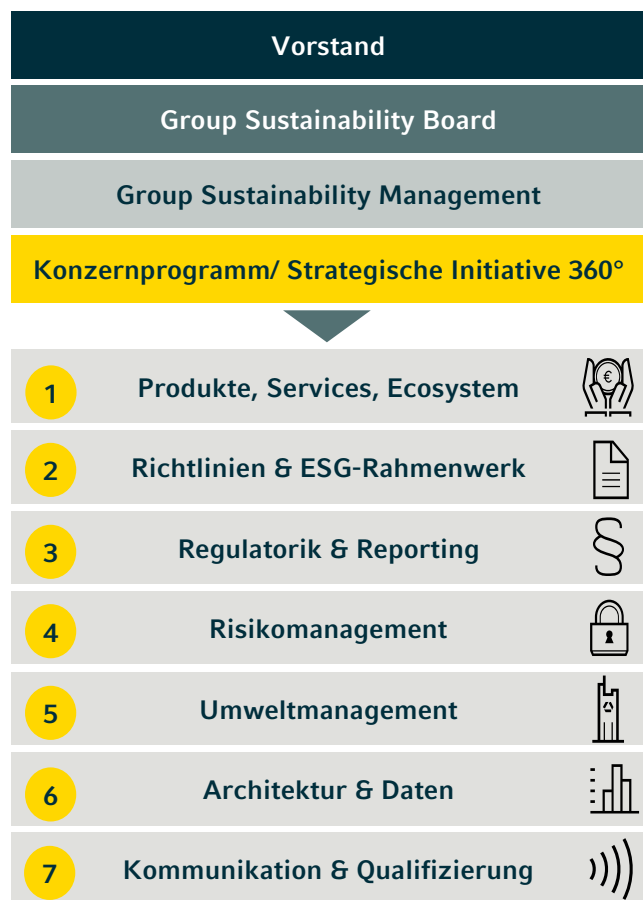 Vorstand
Group Sustainability Board
Group Sustainability Management
Konzernprogramm/ Strategische Initiative 360°
1 Produkte, Services, Ecosystem €
2 Richtlinien & ESG-Rahmenwerk
3 Regulatorik & Reporting §
4 Risikomanagement
5 Umweltmanagement
6 Architektur & Daten
7 Kommunikation & Qualifizierung